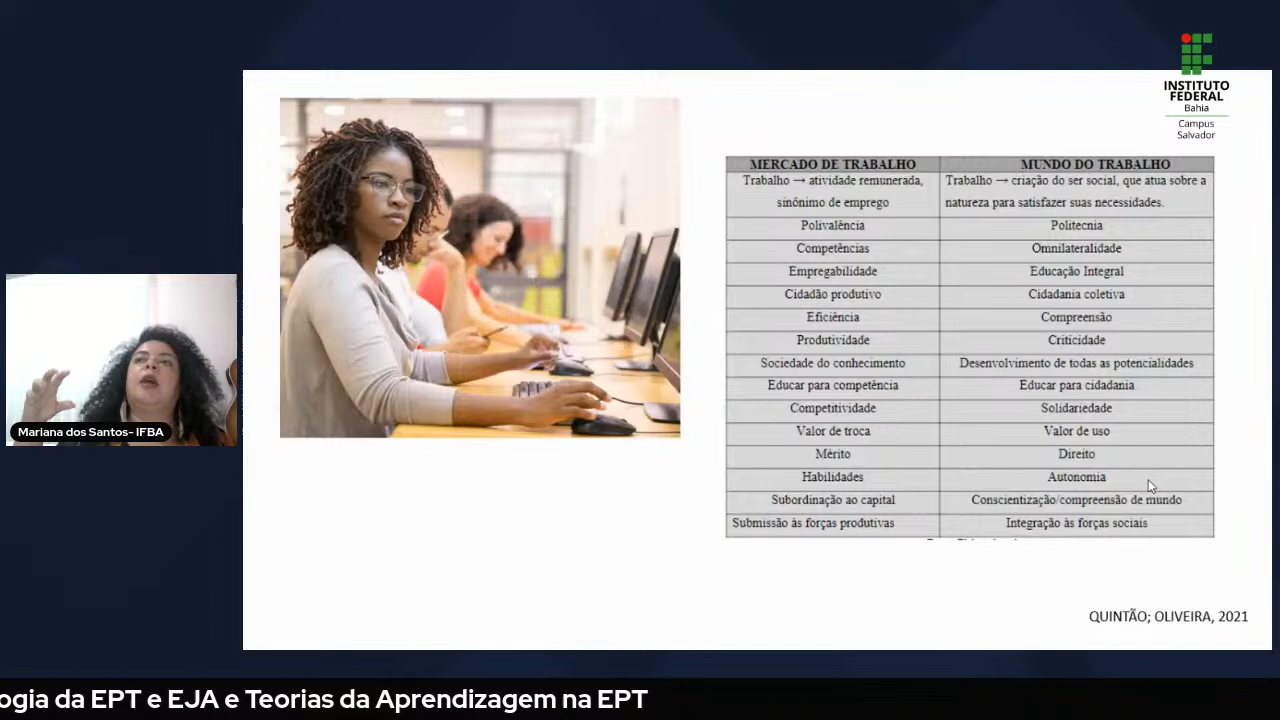 INSTITUTO
FEDERAL
Bahia
Campus
Salvador
MERCADO DE TRABALHO MUNDO DO TRABALHO
Trabalho → atividade remunerada, sinônimo de emprego Trabalho → criação do ser social, que atua sobre a natureza para satisfazer suas necessidades.
Polivalência Politecnia
Competências Omnilateralidade
Empregabilidade Educação Integral
Cidadão produtivo Cidadania coletiva
Eficiência Compreensão
Produtividade Criticidade
Sociedade do conhecimento Desenvolvimento de todas as potencialidades
Educar para competência Educar para cidadania
Competitividade Solidariedade
Valor de troca Valor de uso
Mérito Direito
Habilidades Autonomia
Subordinação ao capital Conscientização/compreensão de mundo
Submissão às forças produtivas Integração às forças sociais
QUINTÃO; OLIVEIRA, 2021
Mariana dos Santos- IFBA
ogia da EPT e EJA e Teorias da Aprendizagem na EPT